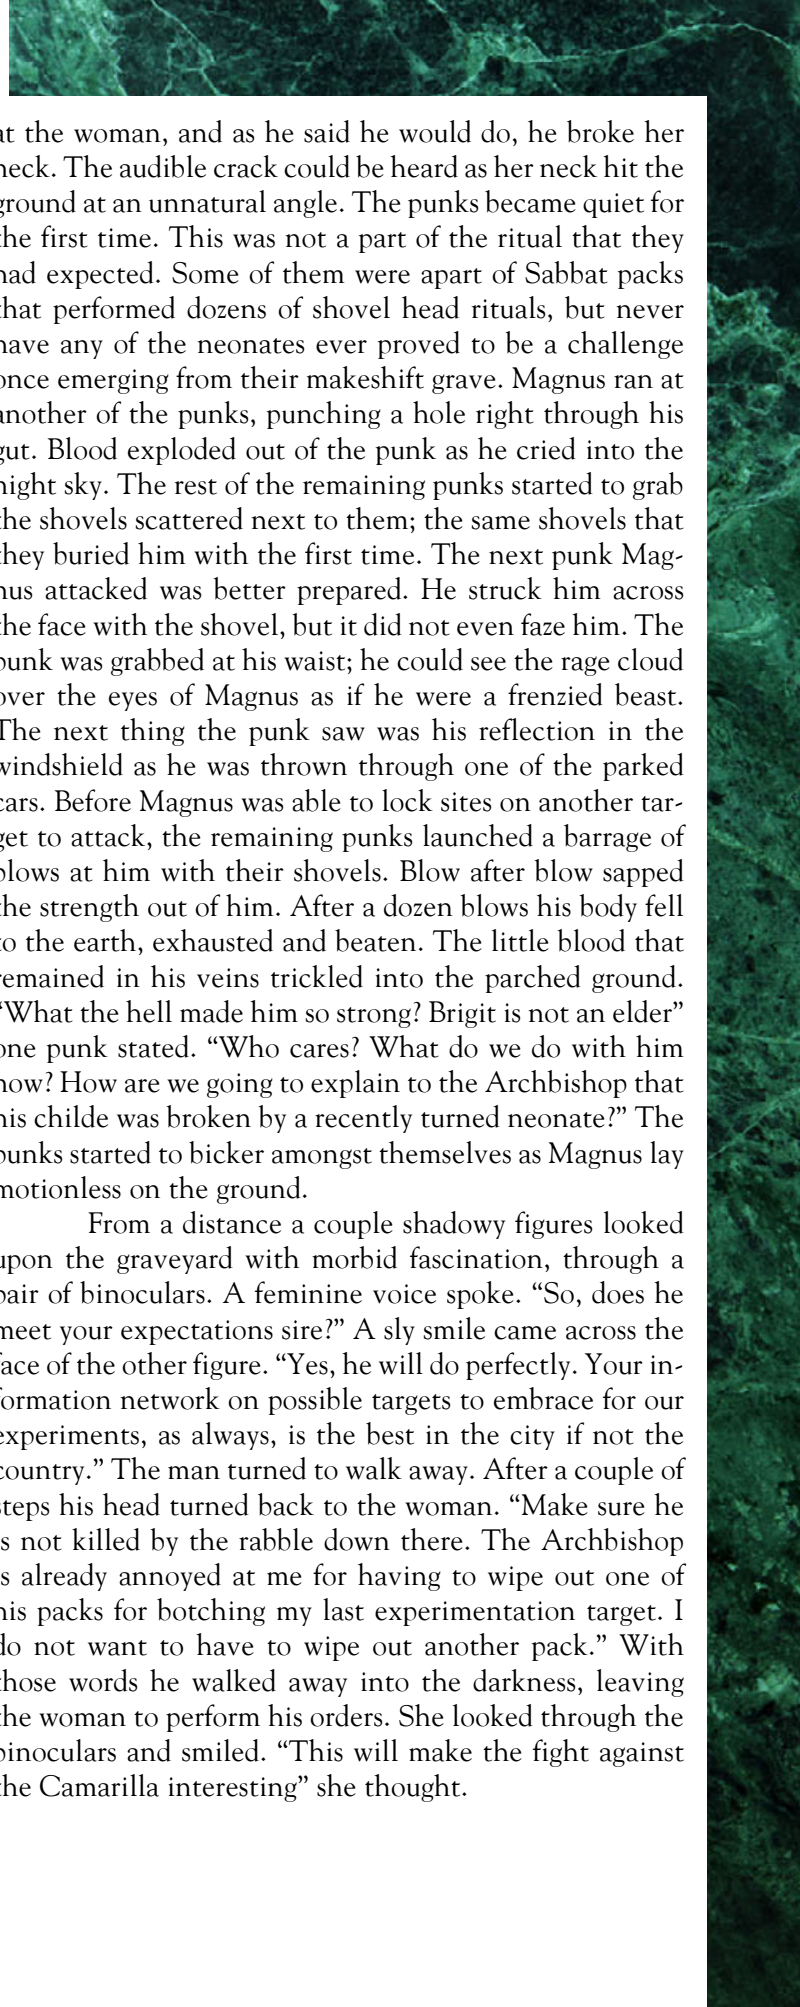 at the woman, and as he said he would do, he broke her
neck. The audible crack could be heard as her neck hit the
ground at an unnatural angle. The punks became quiet for
the first time. This was not a part of the ritual that they
had expected. Some of them were apart of Sabbat packs
that performed dozens of shovel head rituals, but never
have any of the neonates ever proved to be a challenge
once emerging from their makeshift grave. Magnus ran at
another of the punks, punching a hole right through his
gut. Blood exploded out of the punk as he cried into the
night sky. The rest of the remaining punks started to grab
the shovels scattered next to them; the same shovels that
they buried him with the first time. The next punk Mag-
nus attacked was better prepared. He struck him across
the face with the shovel, but it did not even faze him. The
punk was grabbed at his waist; he could see the rage cloud
over the eyes of Magnus as if he were a frenzied beast.
The next thing the punk saw was his reflection in the
windshield as he was thrown through one of the parked
cars. Before Magnus was able to lock sites on another tar-
get to attack, the remaining punks launched a barrage of
blows at him with their shovels. Blow after blow sapped
the strength out of him. After a dozen blows his body fell
to the earth, exhausted and beaten. The little blood that
remained in his veins trickled into the parched ground.
“What the hell made him so strong? Brigit is not an elder”
one punk stated. “Who cares? What do we do with him
now? How are we going to explain to the Archbishop that
his childe was broken by a recently turned neonate?” The
punks started to bicker amongst themselves as Magnus lay
motionless on the ground.
From a distance a couple shadowy figures looked
upon the graveyard with morbid fascination, through a
pair of binoculars. A feminine voice spoke. “So, does he
meet your expectations sire?” A sly smile came across the
face of the other figure. “Yes, he will do perfectly. Your in-
formation network on possible targets to embrace for our
experiments, as always, is the best in the city if not the
country.” The man turned to walk away. After a couple of
steps his head turned back to the woman. “Make sure he
is not killed by the rabble down there. The Archbishop
is already annoyed at me for having to wipe out one of
his packs for botching my last experimentation target. I
do not want to have to wipe out another pack.” With
those words he walked away into the darkness, leaving
the woman to perform his orders. She looked through the
binoculars and smiled. “This will make the fight against
the Camarilla interesting” she thought.